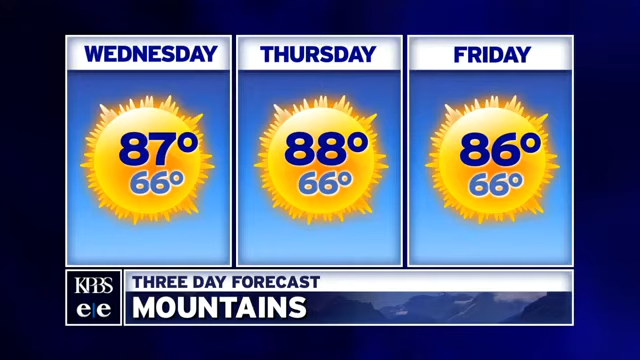 WEDNESDAY
87°
66°
THURSDAY
88°
66°
FRIDAY
86°
66°
KPBS
e|e
THREE DAY FORECAST
MOUNTAINS